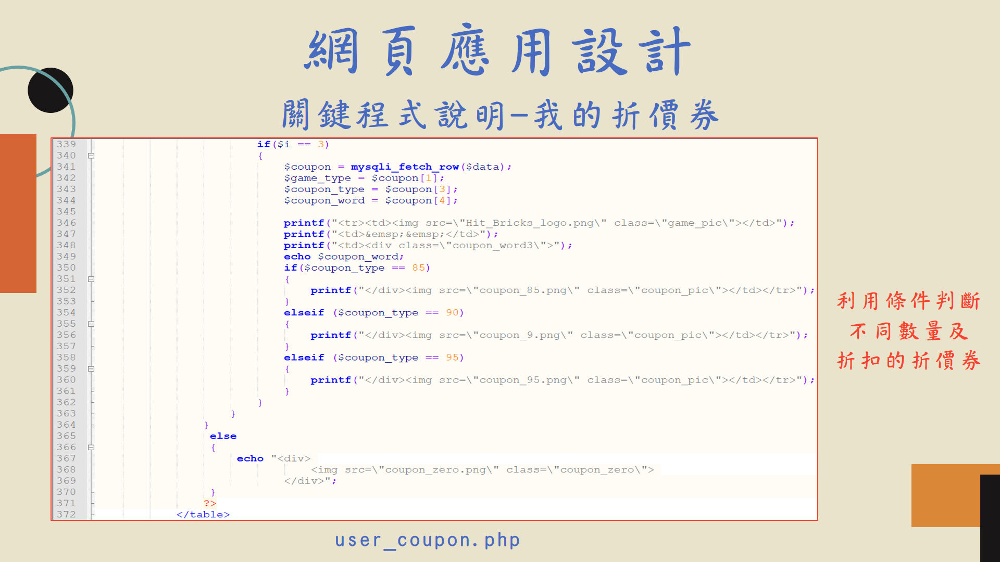 網頁應用設計
關鍵程式說明-我的折價券
339 if($i == 3)
340 {
341 $coupon = mysqli_fetch_row($data);
342 $game_type = $coupon[1];
343 $coupon_type = $coupon[3];
344 $coupon_word = $coupon[4];
345
346 printf("<tr><td><img src=\"Hit_Bricks_logo.png\" class=\"game_pic\"></td>");
347 printf("<td>&emsp;&emsp;</td>");
348 printf("<td><div class=\"coupon_word3\">");
349 echo $coupon_word;
350 if($coupon_type == 85)
351 {
352 printf("</div><img src=\"coupon_85.png\" class=\"coupon_pic\"></td></tr>");
353 }
354 elseif ($coupon_type == 90)
355 {
356 printf("</div><img src=\"coupon_9.png\" class=\"coupon_pic\"></td></tr>");
357 }
358 elseif ($coupon_type == 95)
359 {
360 printf("</div><img src=\"coupon_95.png\" class=\"coupon_pic\"></td></tr>");
361 }
362 }
363 }
364 }
365 else
366 {
367 echo "<div>
368 <img src=\"coupon_zero.png\" class=\"coupon_zero\">
369 </div>";
370 }
371 ?>
372 </table>
利用條件判斷
不同數量及
折扣的折價券
user_coupon.php